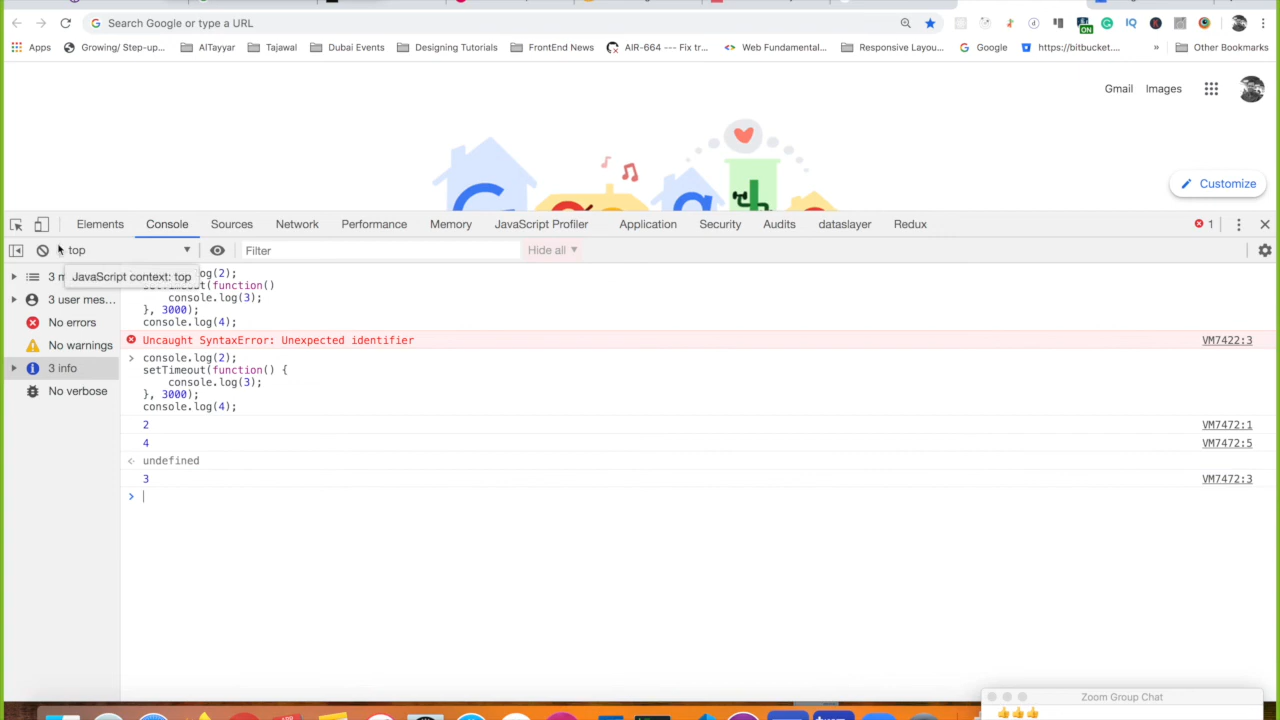 Search Google or type a URL
Apps
Growing/ Step-up...
AlTayyar
Tajawal
Dubai Events
Designing Tutorials
FrontEnd News
AIR-664 --- Fix tr...
Web Fundamental...
Responsive Layou...
Google
https://bitbucket....
»
Other Bookmarks
Gmail
Images
Customize
Elements
Console
Sources
Network
Performance
Memory
JavaScript Profiler
Application
Security
Audits
dataslayer
Redux
1
top
Filter
Hide all
JavaScript context: top
3 m
3 user mes...
No errors
No warnings
3 info
No verbose
log(2);
setTimeout(function()
console.log(3);
}, 3000);
console.log(4);
Uncaught SyntaxError: Unexpected identifier
VM7422:3
> console.log(2);
setTimeout(function() {
console.log(3);
}, 3000);
console.log(4);
2
VM7472:1
4
VM7472:5
undefined
3
VM7472:3
>
Zoom Group Chat